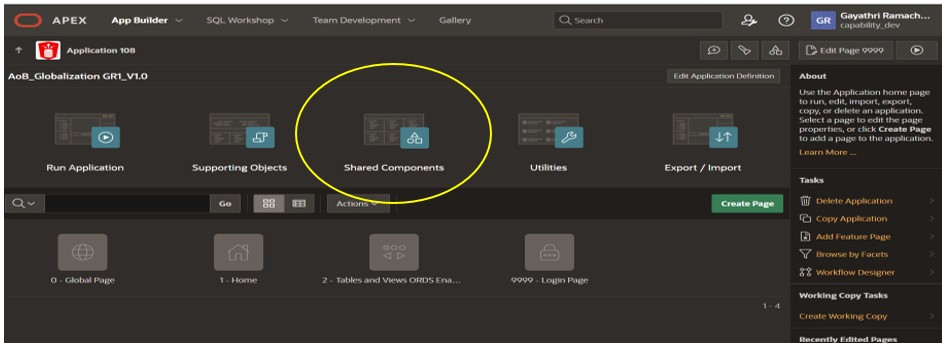 APEX App Builder SQL Workshop Team Development Gallery Search GR Gayathri Ramach...
capability_dev
Application 108 Edit Page 9999
AoB_Globalization GR1_V1.0 Edit Application Definition
Run Application Supporting Objects Shared Components Utilities Export / Import
Go Actions Create Page
0 - Global Page 1 - Home 2 - Tables and Views ORDS Ena... 9999 - Login Page
1 - 4
About
Use the Application home page
to run, edit, import, export,
copy, or delete an application.
Select a page to edit the page
properties, or click Create Page
to add a page to the application.
Learn More ...
Tasks
Delete Application
Copy Application
Add Feature Page
Browse by Facets
Workflow Designer
Working Copy Tasks
Create Working Copy
Recently Edited Pages